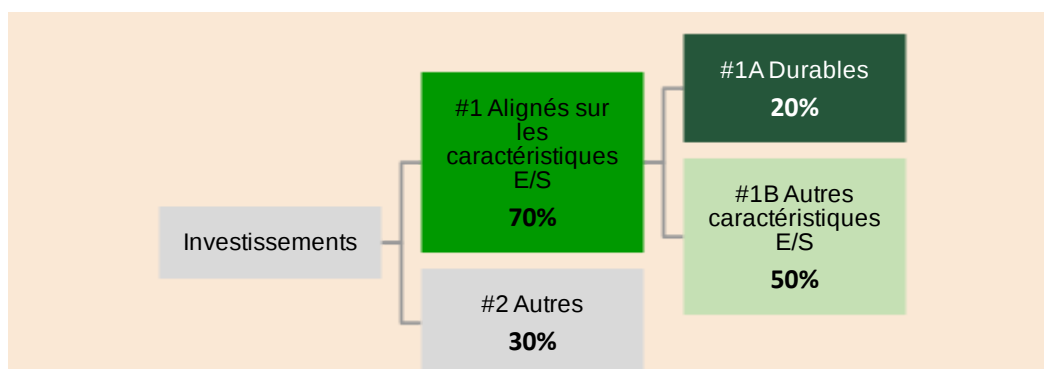 Investissements
#1 Alignés sur
les
caractéristiques
E/S
70%
#2 Autres
30%
#1A Durables
20%
#1B Autres
caractéristiques
E/S
50%